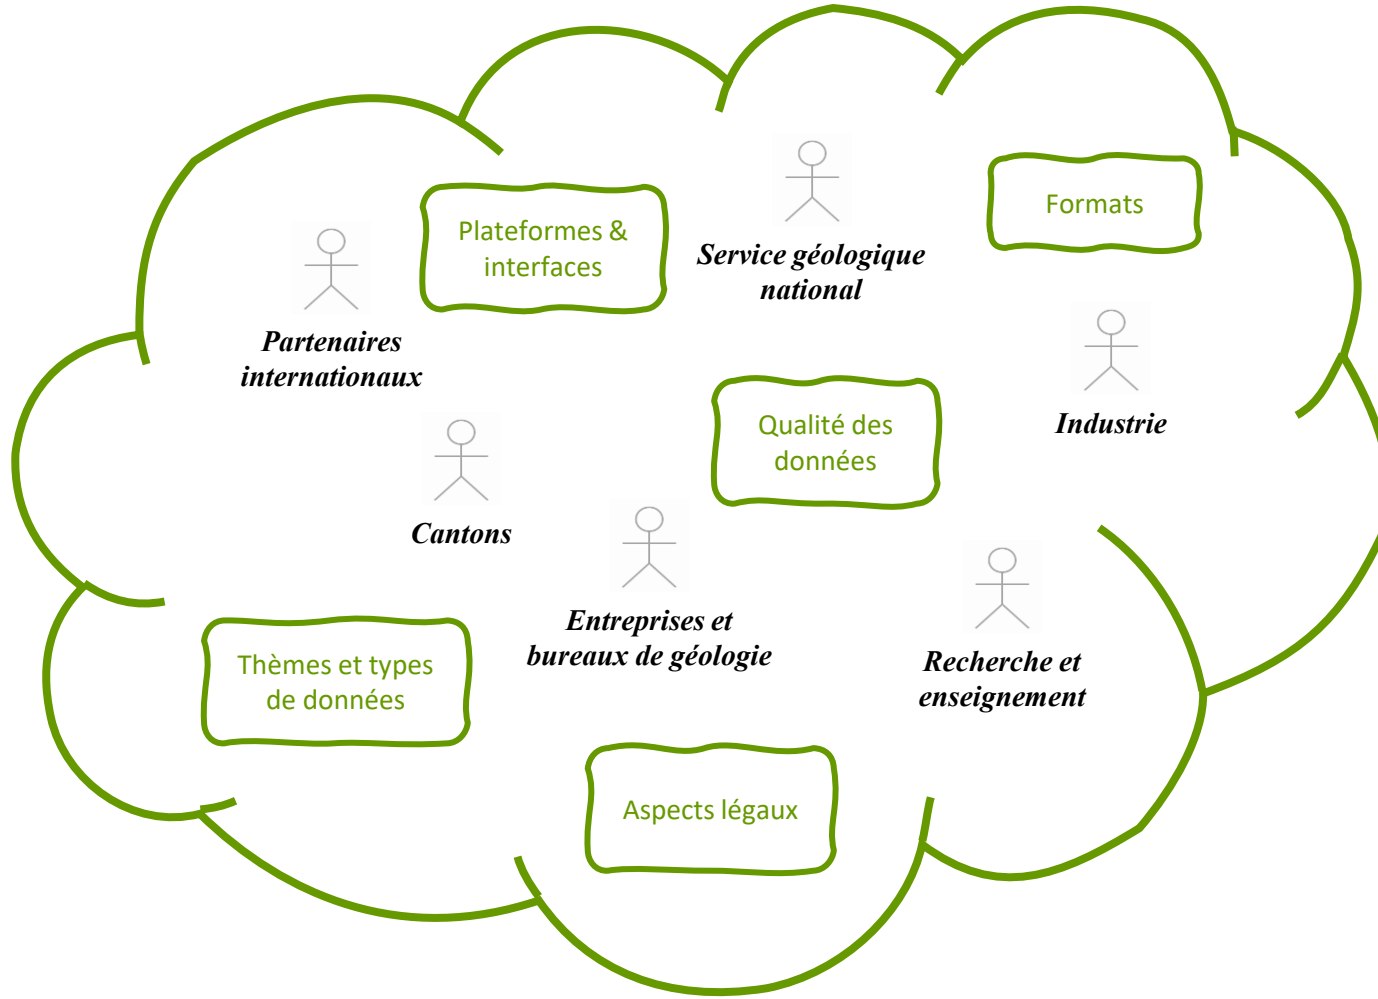 Plateformes &
interfaces
Service géologique
national
Formats
Partenaires
internationaux
Qualité des
données
Industrie
Cantons
Entreprises et
bureaux de géologie
Recherche et
enseignement
Thèmes et types
de données
Aspects légaux